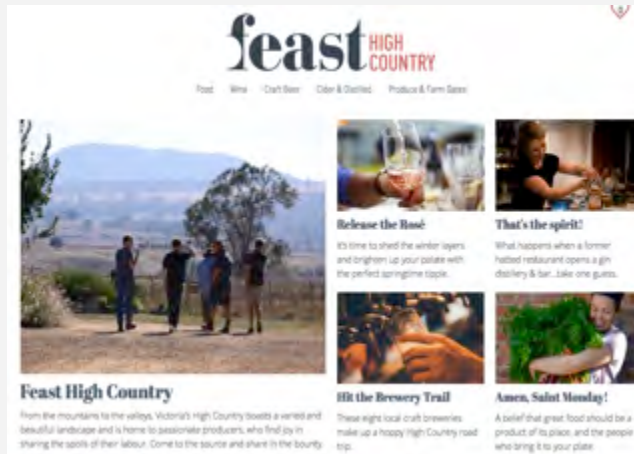 feast HIGH
COUNTRY
Food Wine Craft Beer Cider & Distilled Produce & Farm Gates
Release the Rosé
It's time to shed the winter layers
and brighten up your palate with
the perfect springtime tipple.
That's the spirit!
What happens when a former
hatted restaurant opens a gin
distillery & bar...take one guess.
Feast High Country
From the mountains to the valleys, Victoria's High Country boasts a varied and
beautiful landscape and is home to passionate producers, who find joy in
sharing the spoils of their labour. Come to the source and share in the bounty.
Hit the Brewery Trail
These eight local craft breweries
make up a hoppy High Country road
trip.
Amen, Saint Monday!
A belief that great food should be a
product of its place, and the people
who bring it to your plate.